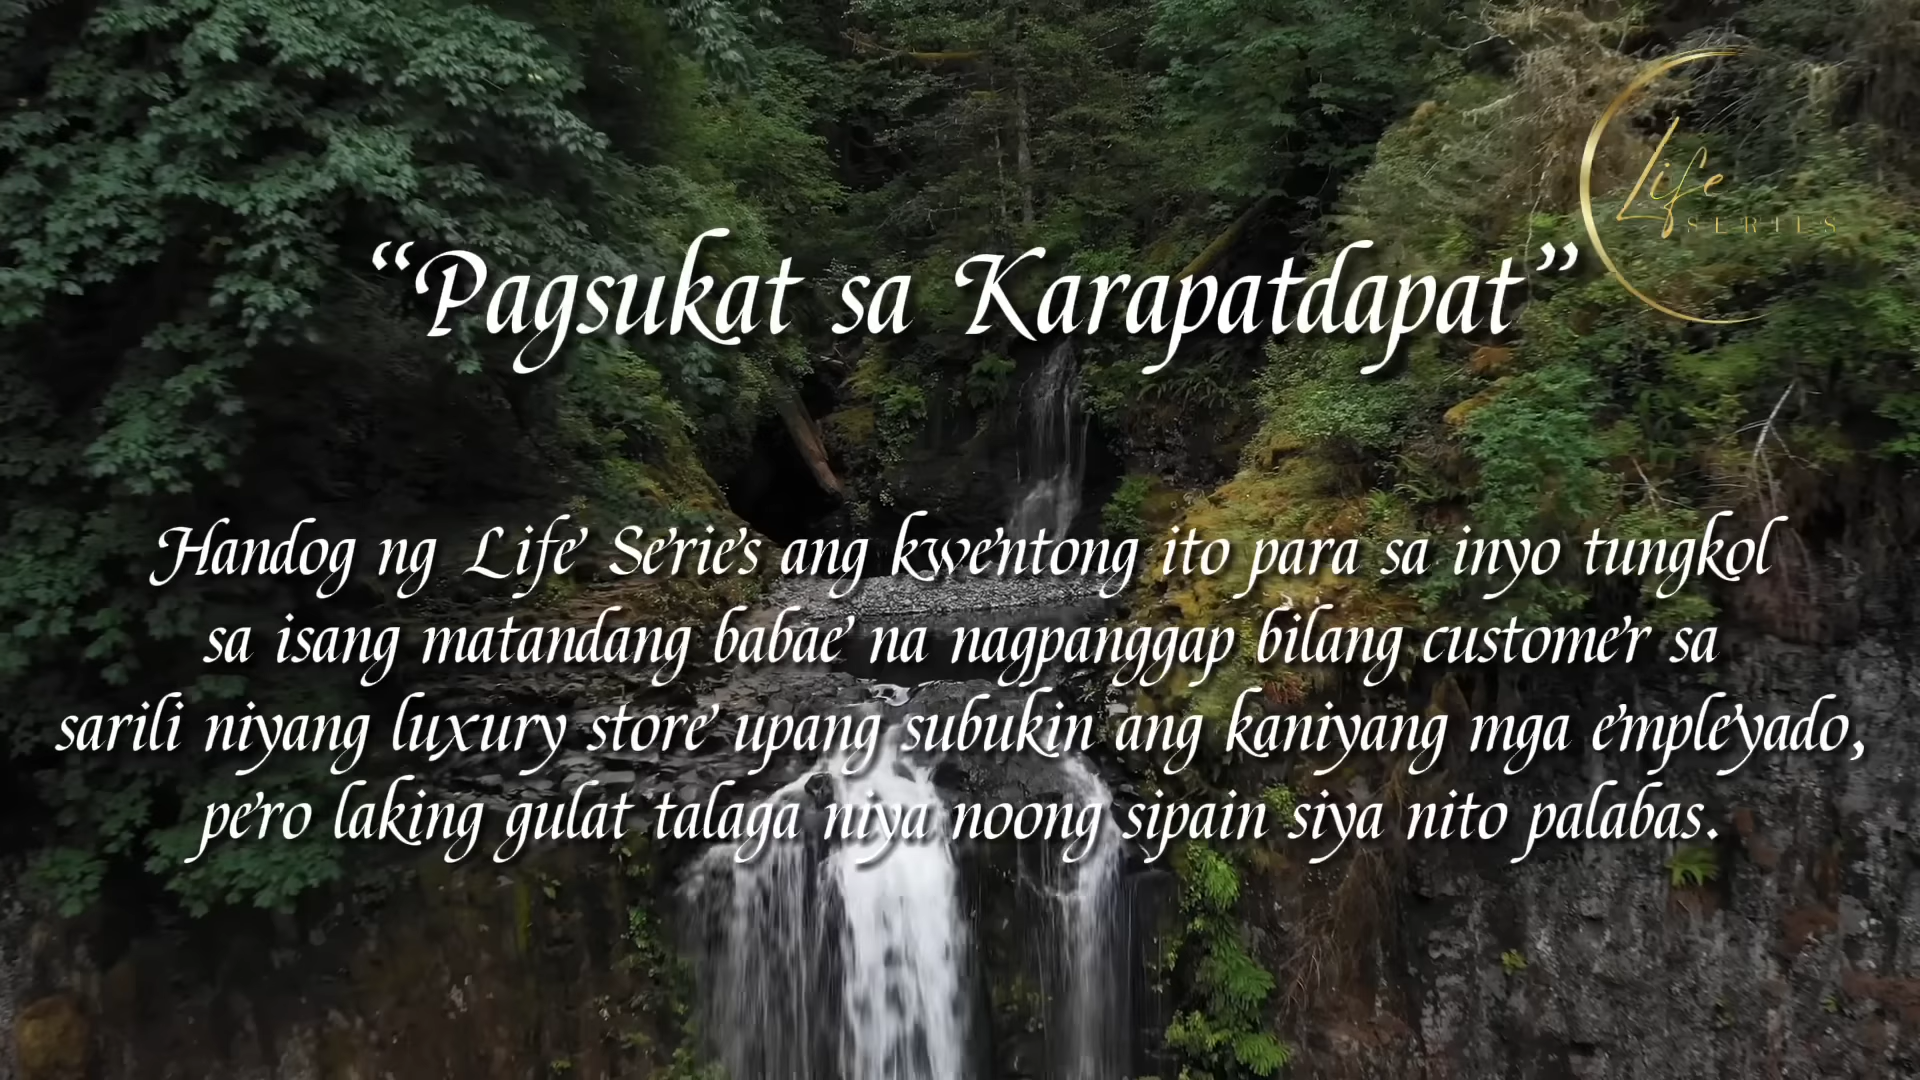 Life
SERIES
“Pagsukat sa Karapatdapat”
Handog ng Life Series ang kwentong ito para sa inyo tungkol
sa isang matandang babae na nagpanggap bilang customer sa
sarili niyang luxury store upang subukin ang kaniyang mga empleyado,
pero laking gulat talaga niya noong sipain siya nito palabas.